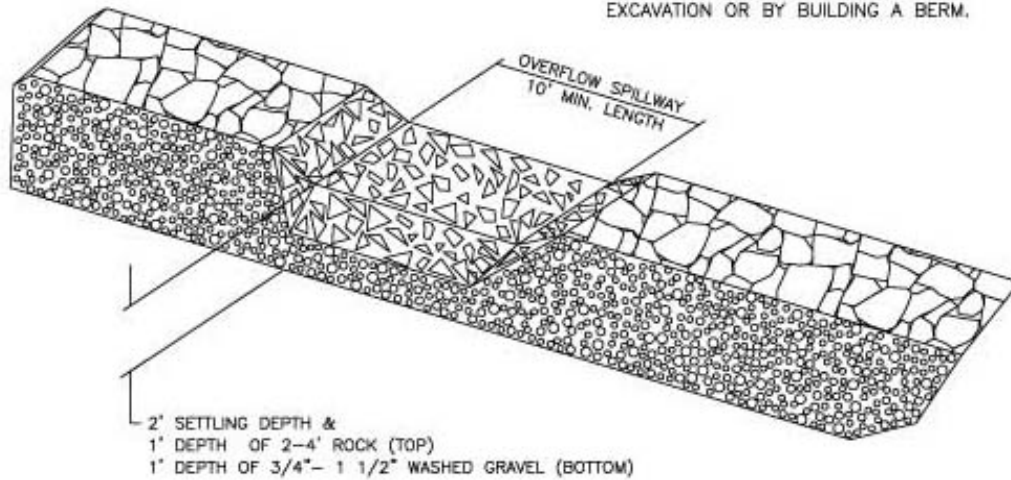 EXCAVATION OR BY BUILDING A BERM.
OVERFLOW SPILLWAY
10' MIN. LENGTH
2' SETTLING DEPTH &
1' DEPTH OF 2-4' ROCK (TOP)
1' DEPTH OF 3/4"- 1 1/2" WASHED GRAVEL (BOTTOM)